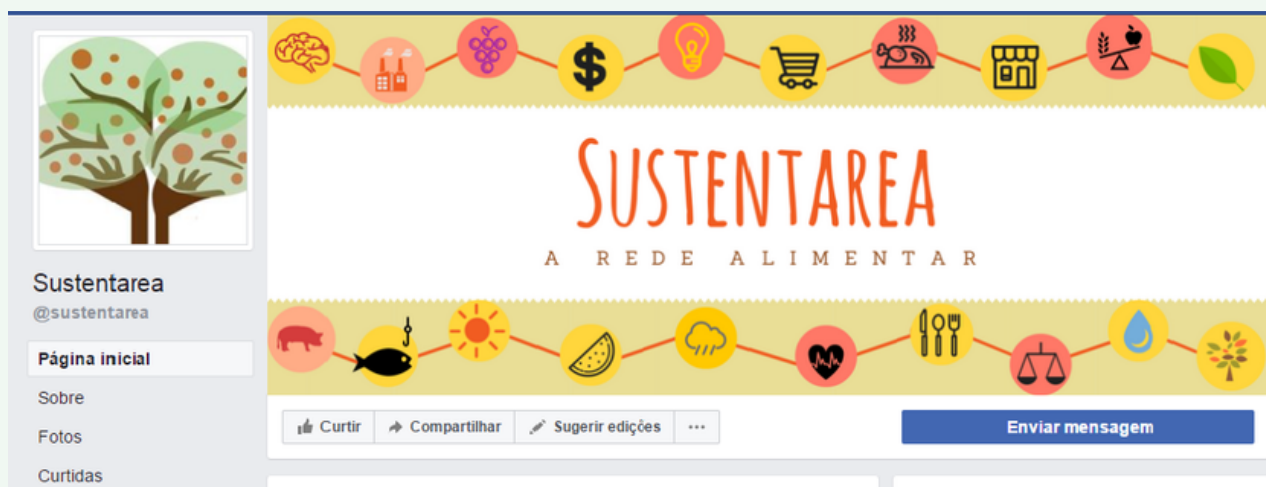 SUSTENTAREA
A REDE ALIMENTAR
Sustentarea
@sustentarea
Página inicial
Sobre
Fotos
Curtidas
Curtir
Compartilhar
Sugerir edições
...
Enviar mensagem